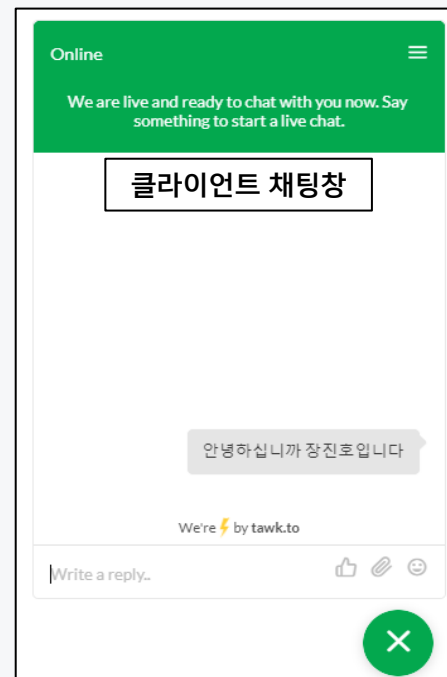 Online
We are live and ready to chat with you now. Say
something to start a live chat.
클라이언트 채팅창
안녕하십니까 장진호입니다
We're ⚡ by tawk.to
Write a reply..